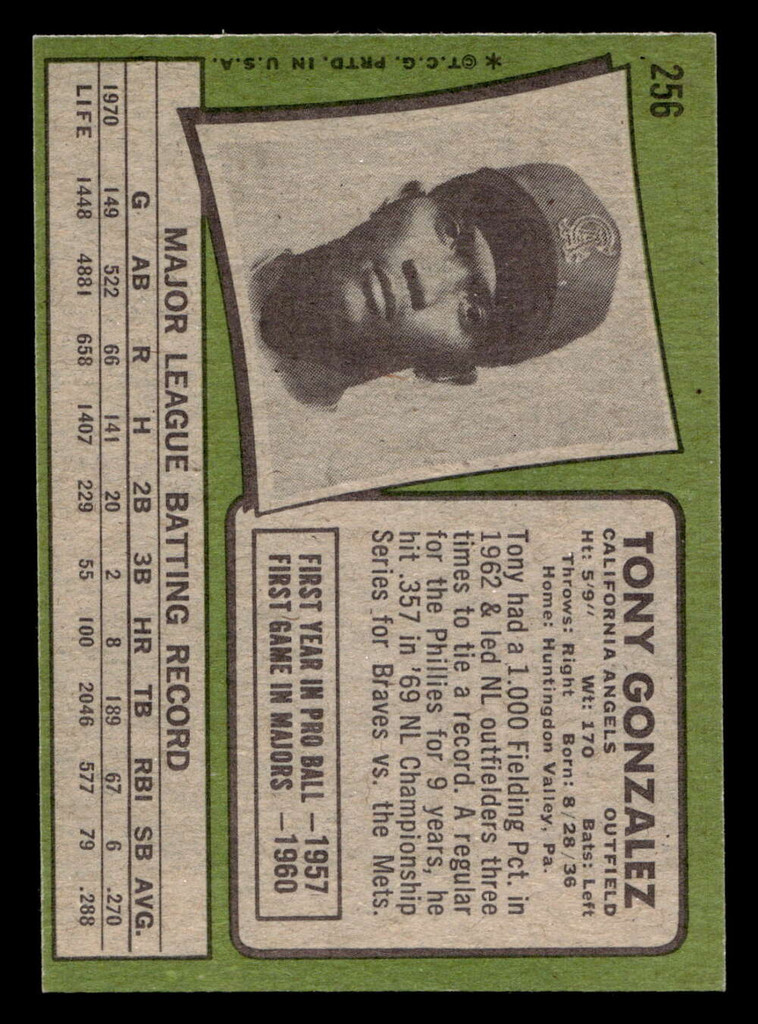 256
TONY GONZALEZ
CALIFORNIA ANGELS OUTFIELD
Ht: 5'9" Wt: 170 Bats: Left
Throws: Right Born: 8/28/36
Home: Huntingdon Valley, Pa.
Tony had a 1.000 Fielding Pct. in
1962 & led NL outfielders three
times to tie a record. A regular
for the Phillies for 9 years, he
hit .357 in '69 NL Championship
Series for Braves vs. the Mets.
FIRST YEAR IN PRO BALL —1957
FIRST GAME IN MAJORS —1960
MAJOR LEAGUE BATTING RECORD
G AB R H 2B 3B HR TB RBI SB AVG.
1970 149 522 66 141 20 2 8 189 67 6 .270
LIFE 1448 4881 658 1407 229 55 100 2046 577 79 .288
*©T.C.G. PRTD. IN U.S.A.